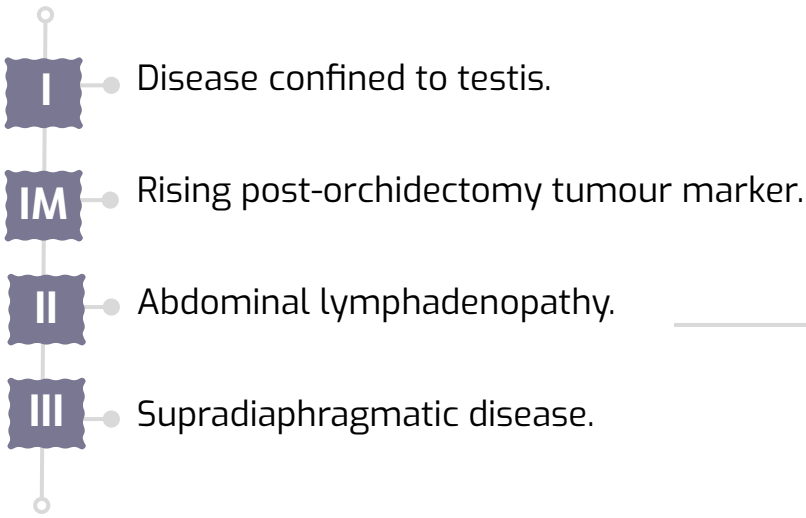 I Disease confined to testis.
IM Rising post-orchidectomy tumour marker.
II Abdominal lymphadenopathy.
III Supradiaphragmatic disease.